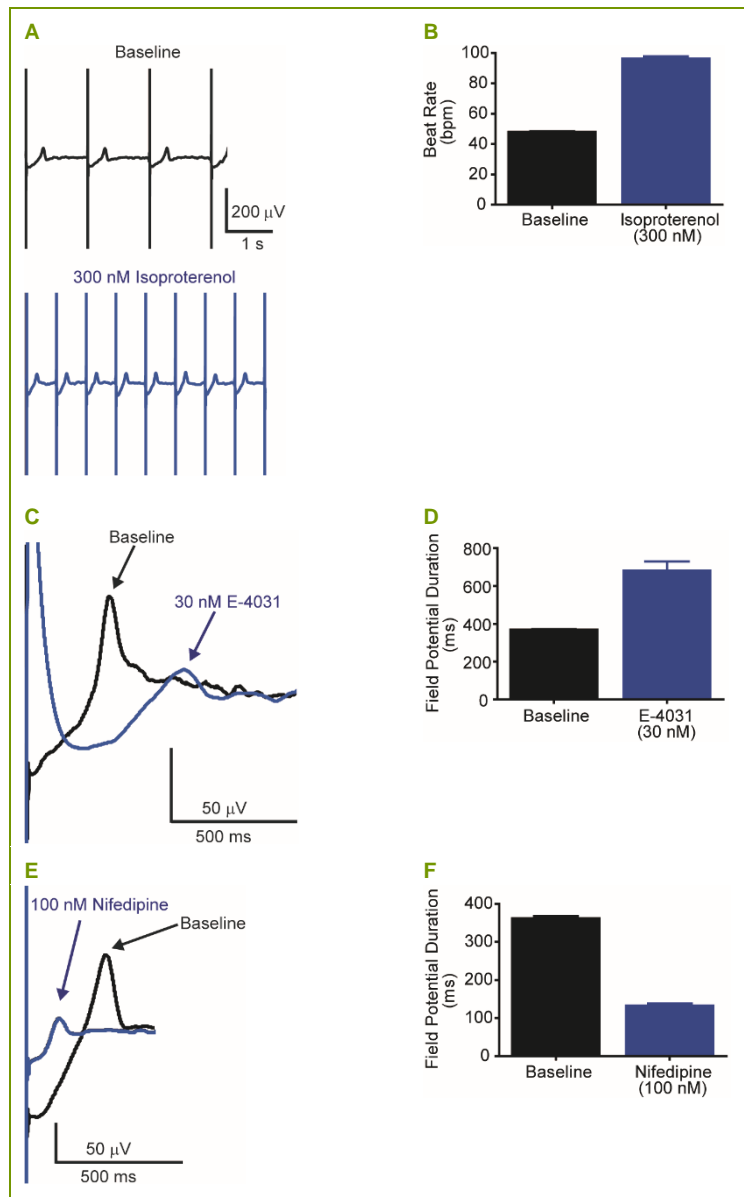 A
Baseline
200 μV
1 s
300 nM Isoproterenol
B
Beat Rate
(bpm)
100
80
60
40
20
0
Baseline
Isoproterenol
(300 nM)
C
Baseline
30 nM E-4031
50 μV
500 ms
D
Field Potential Duration
(ms)
800
600
400
200
0
Baseline
E-4031
(30 nM)
E
100 nM Nifedipine
Baseline
50 μV
500 ms
F
Field Potential Duration
(ms)
400
300
200
100
0
Baseline
Nifedipine
(100 nM)